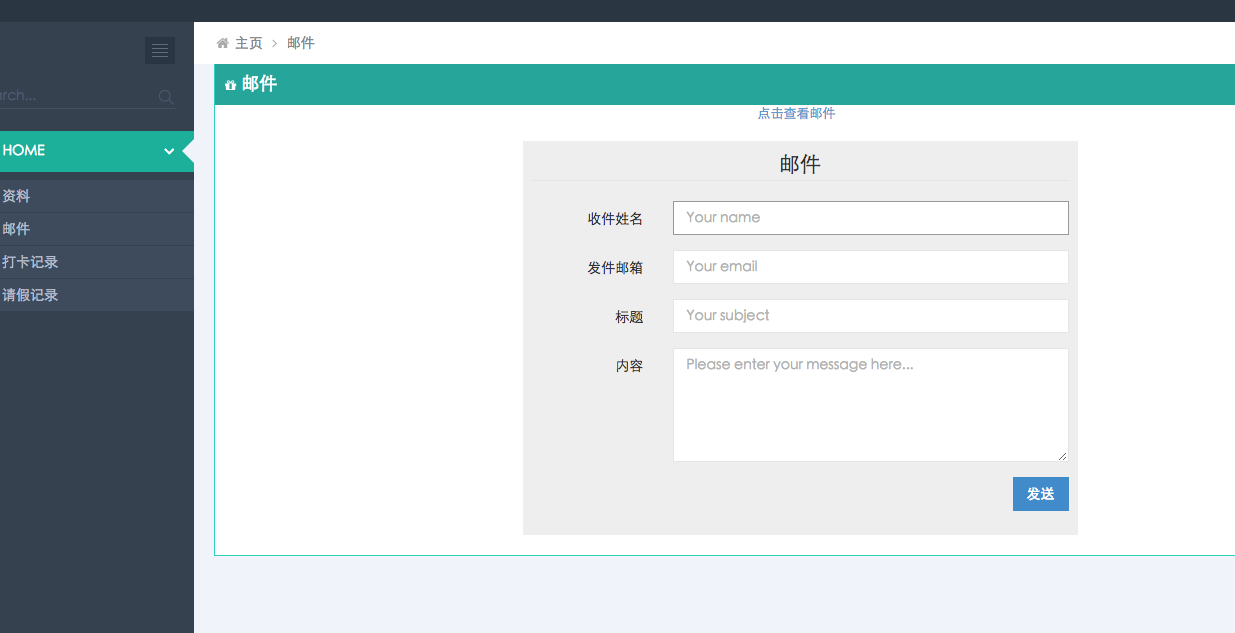 主页 > 邮件
rch...
邮件
点击查看邮件
HOME
资料
邮件
打卡记录
请假记录
邮件
收件姓名 Your name
发件邮箱 Your email
标题 Your subject
内容 Please enter your message here...
发送